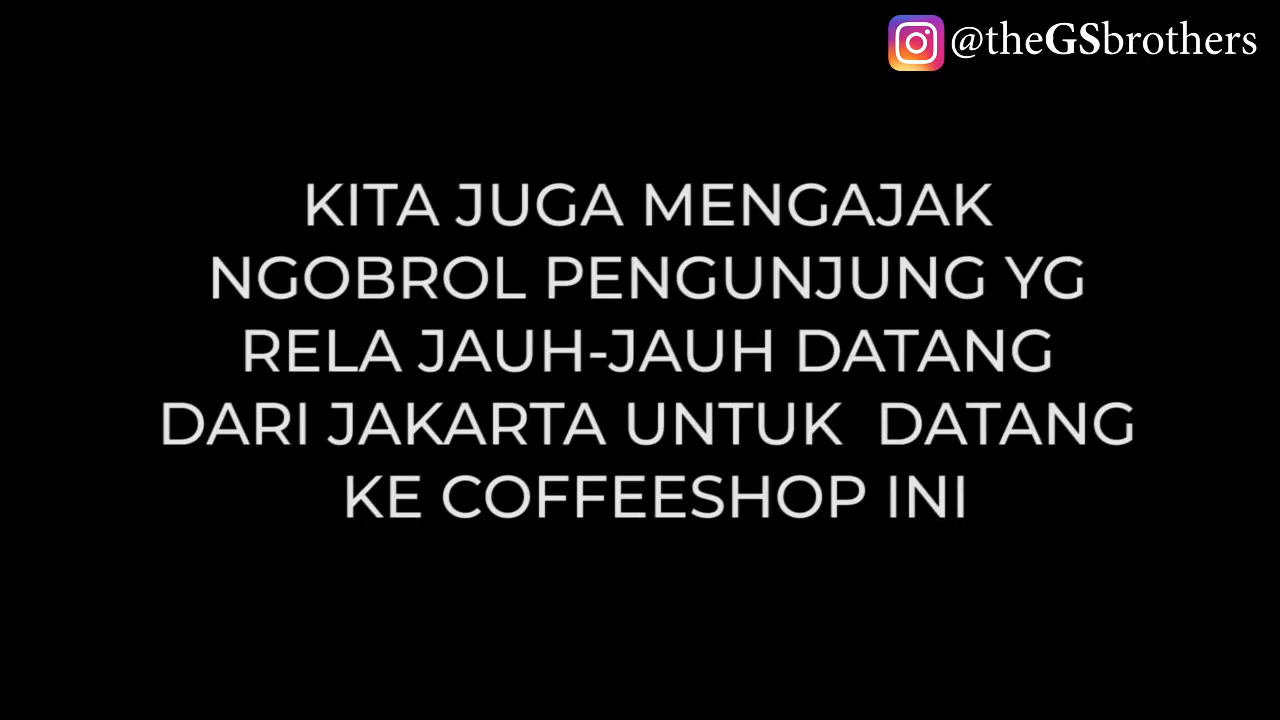 @theGSbrothers
KITA JUGA MENGAJAK
NGOBROL PENGUNJUNG YG
RELA JAUH-JAUH DATANG
DARI JAKARTA UNTUK  DATANG
KE COFFEESHOP INI